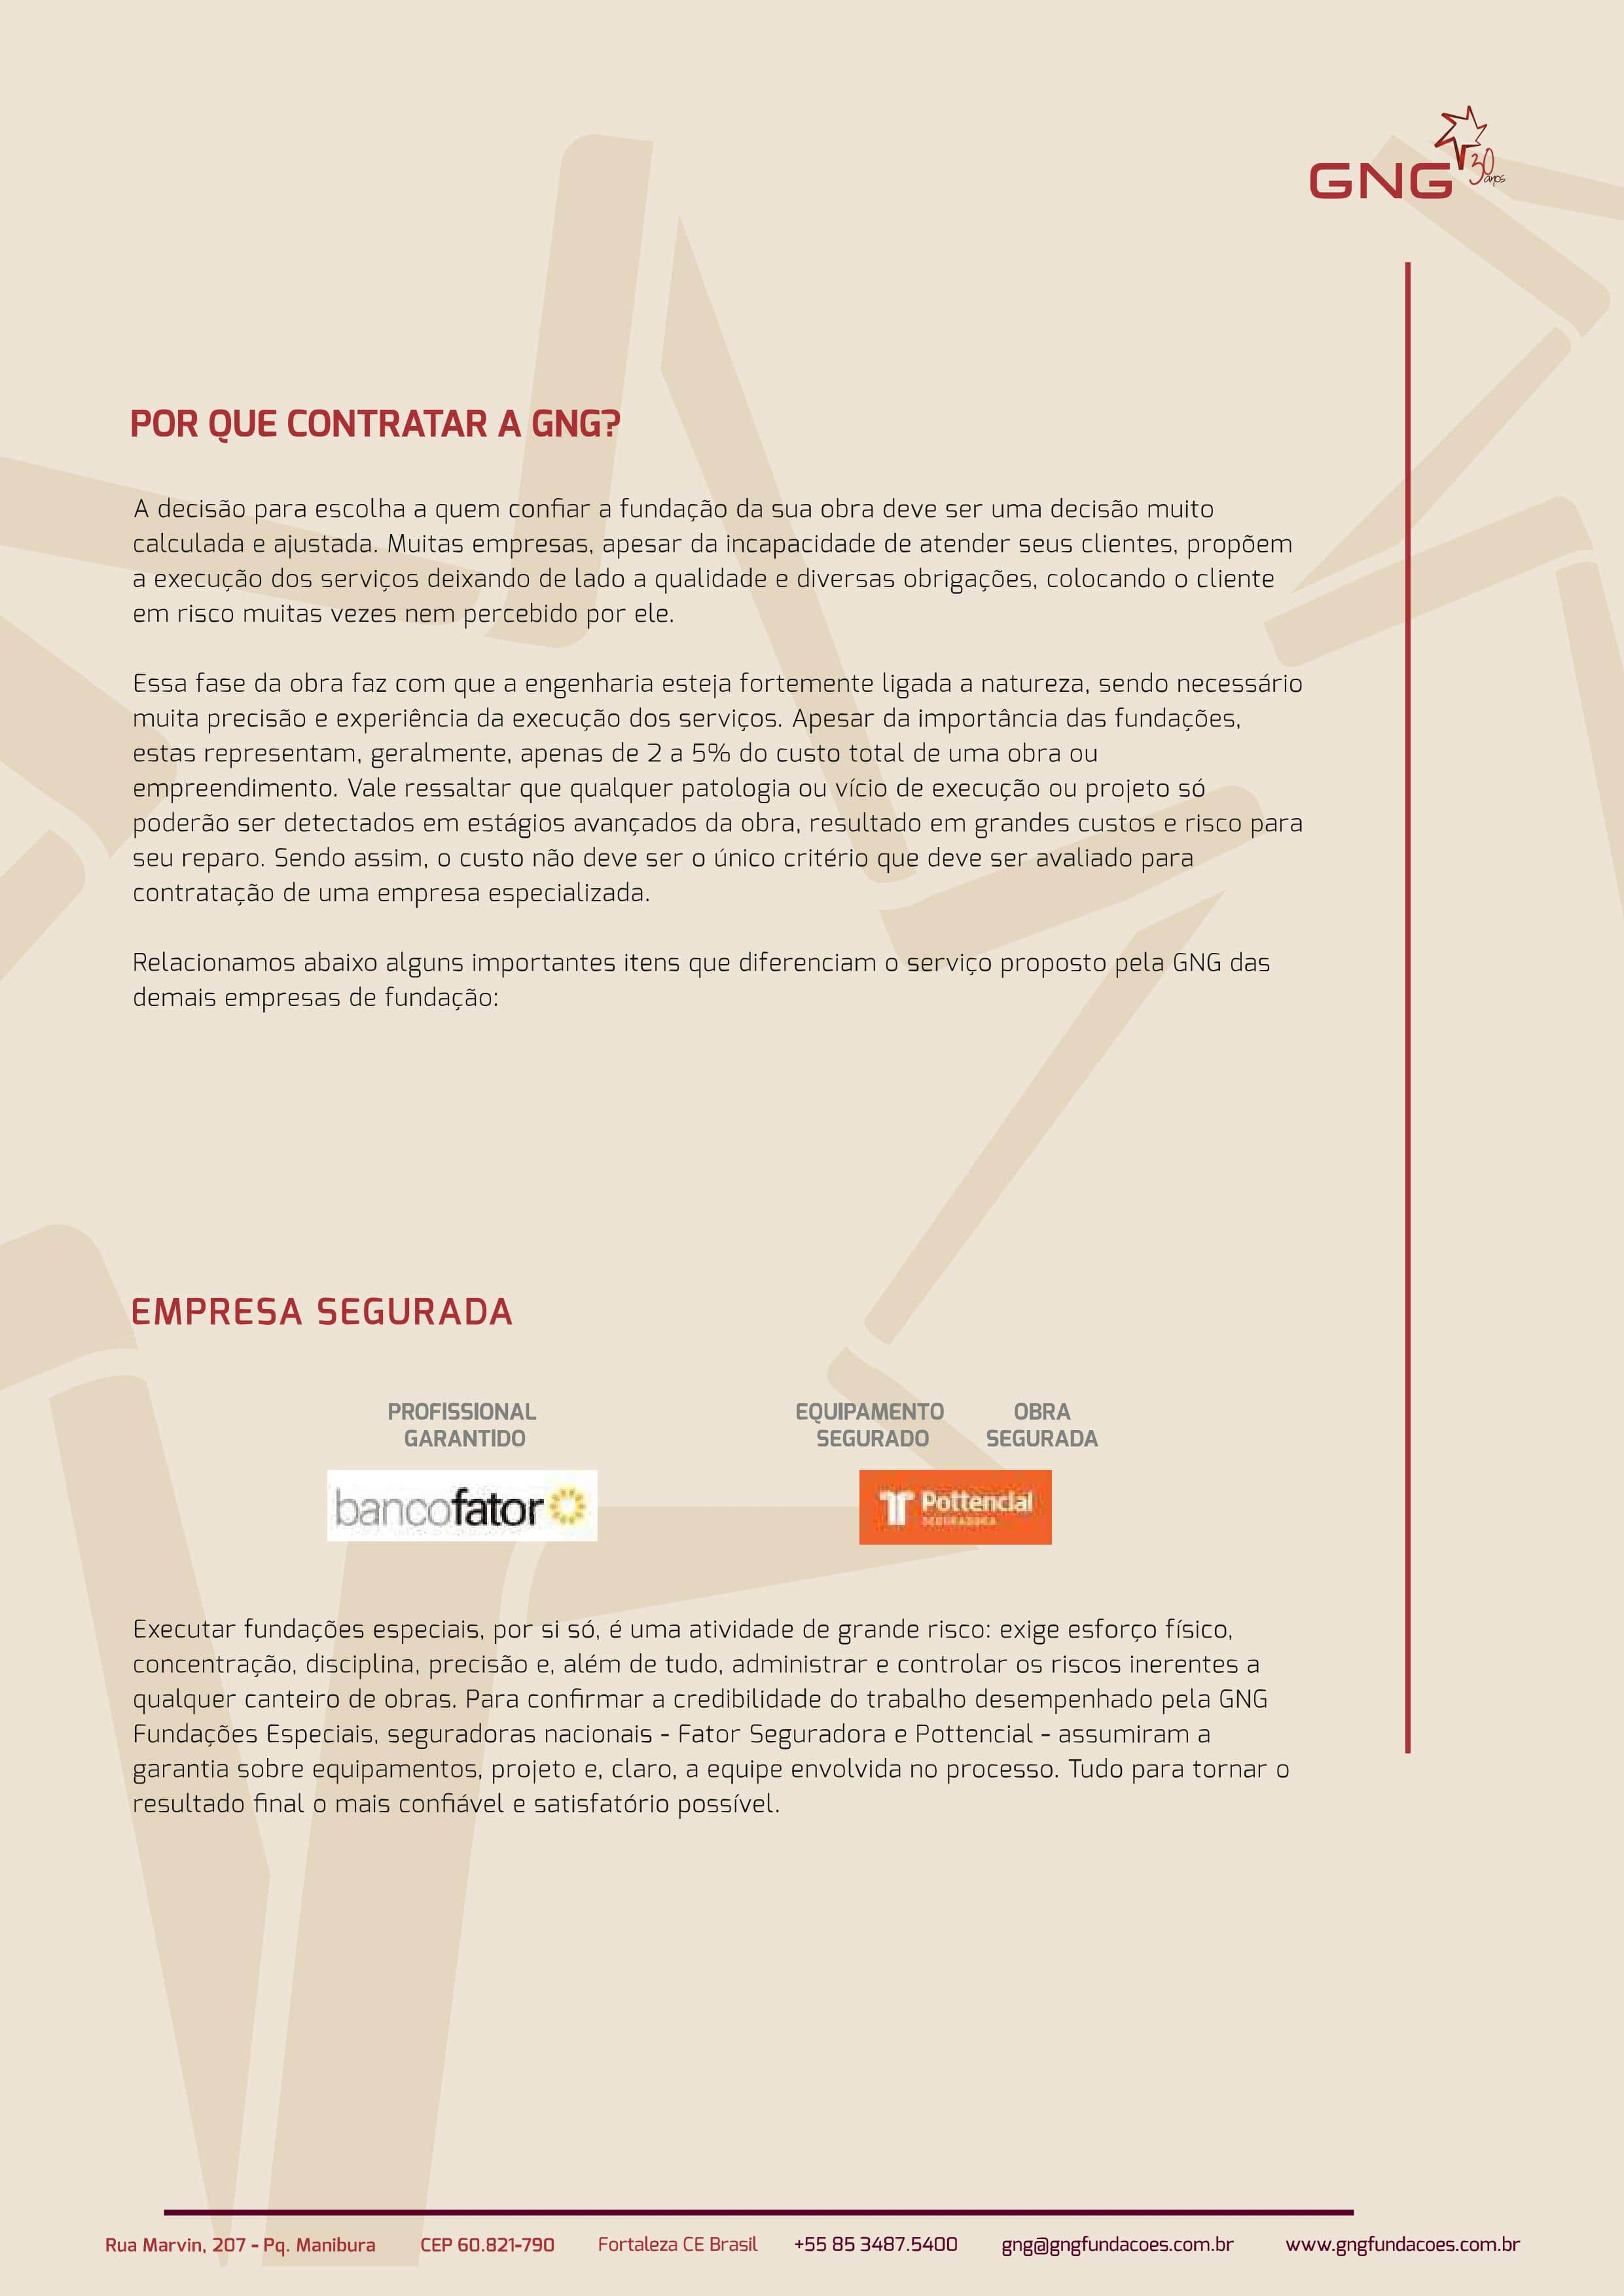 GNG
30
anos
POR QUE CONTRATAR A GNG?
A decisão para escolha a quem confiar a fundação da sua obra deve ser uma decisão muito
calculada e ajustada. Muitas empresas, apesar da incapacidade de atender seus clientes, propõem
a execução dos serviços deixando de lado a qualidade e diversas obrigações, colocando o cliente
em risco muitas vezes nem percebido por ele.
Essa fase da obra faz com que a engenharia esteja fortemente ligada a natureza, sendo necessário
muita precisão e experiência da execução dos serviços. Apesar da importância das fundações,
estas representam, geralmente, apenas de 2 a 5% do custo total de uma obra ou
empreendimento. Vale ressaltar que qualquer patologia ou vício de execução ou projeto só
poderão ser detectados em estágios avançados da obra, resultado em grandes custos e risco para
seu reparo. Sendo assim, o custo não deve ser o único critério que deve ser avaliado para
contratação de uma empresa especializada.
Relacionamos abaixo alguns importantes itens que diferenciam o serviço proposto pela GNG das
demais empresas de fundação:
EMPRESA SEGURADA
PROFISSIONAL
GARANTIDO
EQUIPAMENTO
SEGURADO
OBRA
SEGURADA
bancofator
Pottencial
SEGURADORA
Executar fundações especiais, por si só, é uma atividade de grande risco: exige esforço físico,
concentração, disciplina, precisão e, além de tudo, administrar e controlar os riscos inerentes a
qualquer canteiro de obras. Para confirmar a credibilidade do trabalho desempenhado pela GNG
Fundações Especiais, seguradoras nacionais - Fator Seguradora e Pottencial - assumiram a
garantia sobre equipamentos, projeto e, claro, a equipe envolvida no processo. Tudo para tornar o
resultado final o mais confiável e satisfatório possível.
Rua Marvin, 207 - Pq. Manibura CEP 60.821-790 Fortaleza CE Brasil +55 85 3487.5400 gng@gngfundacoes.com.br www.gngfundacoes.com.br